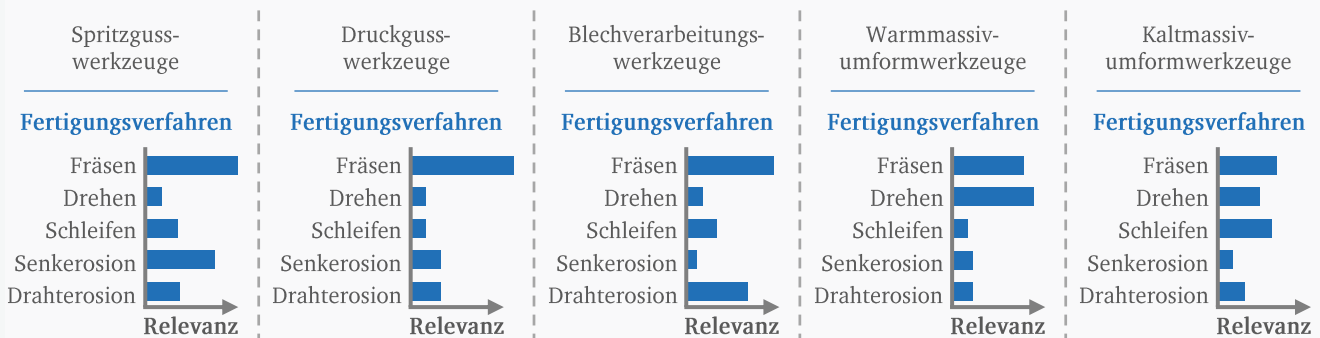 Spritzguss-
werkzeuge
Fertigungsverfahren
Fräsen
Drehen
Schleifen
Senkerosion
Drahterosion
Relevanz
Druckguss-
werkzeuge
Fertigungsverfahren
Fräsen
Drehen
Schleifen
Senkerosion
Drahterosion
Relevanz
Blechverarbeitungs-
werkzeuge
Fertigungsverfahren
Fräsen
Drehen
Schleifen
Senkerosion
Drahterosion
Relevanz
Warmmassiv-
umformwerkzeuge
Fertigungsverfahren
Fräsen
Drehen
Schleifen
Senkerosion
Drahterosion
Relevanz
Kaltmassiv-
umformwerkzeuge
Fertigungsverfahren
Fräsen
Drehen
Schleifen
Senkerosion
Drahterosion
Relevanz